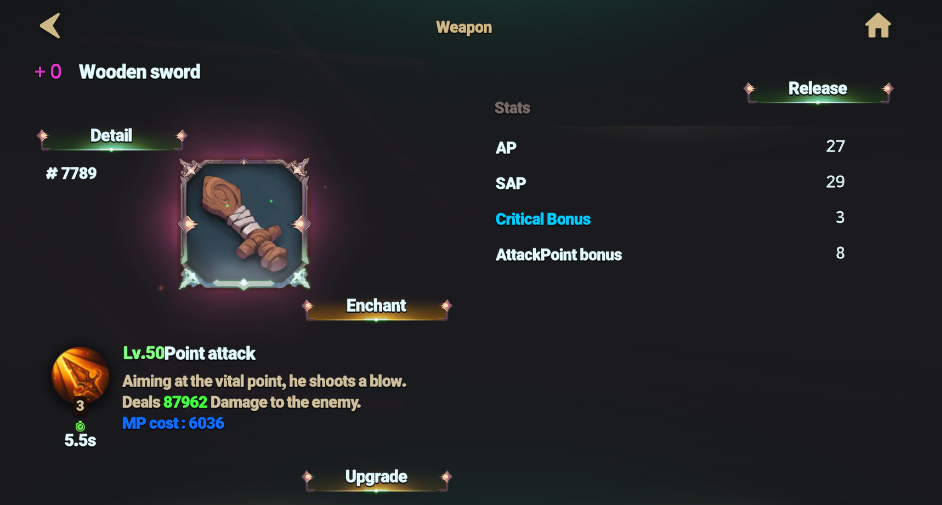 Weapon
+ 0 Wooden sword
Release
Stats
Detail
# 7789
AP 27
SAP 29
Critical Bonus 3
AttackPoint bonus 8
Enchant
Lv.50Point attack
Aiming at the vital point, he shoots a blow.
Deals 87962 Damage to the enemy.
MP cost : 6036
3
5.5s
Upgrade